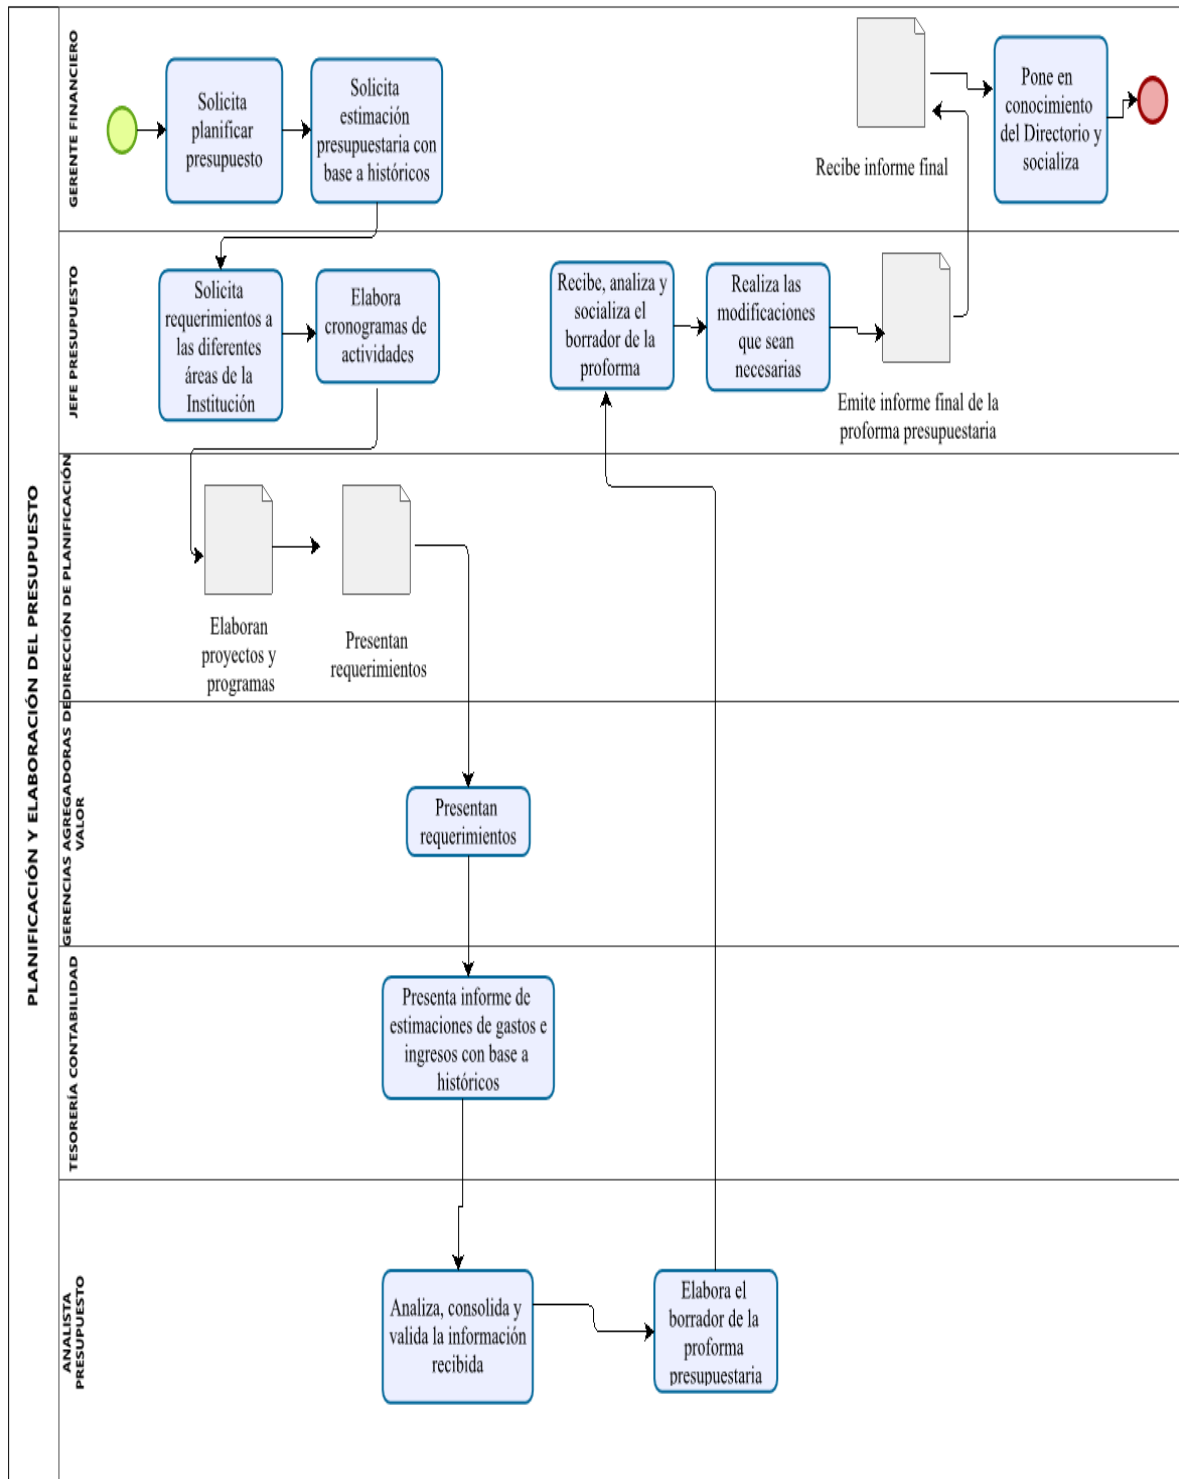 PLANIFICACIÓN Y ELABORACIÓN DEL PRESUPUESTO
GERENTE FINANCIERO
Solicita
planificar
presupuesto
Solicita
estimación
presupuestaria con
base a históricos
Recibe informe final
Pone en
conocimiento
del Directorio y
socializa
JEFE PRESUPUESTO
Solicita
requerimientos a
las diferentes
áreas de la
Institución
Elabora
cronogramas de
actividades
Recibe, analiza y
socializa el
borrador de la
proforma
Realiza las
modificaciones
que sean
necesarias
Emite informe final de la
proforma presupuestaria
DIRECCIÓN DE PLANIFICACIÓN
Elaboran
proyectos y
programas
Presentan
requerimientos
GERENCIAS AGREGADORAS DE
VALOR
Presentan
requerimientos
TESORERÍA CONTABILIDAD
Presenta informe de
estimaciones de gastos e
ingresos con base a
históricos
ANALISTA
PRESUPUESTO
Analiza, consolida y
valida la información
recibida
Elabora el
borrador de la
proforma
presupuestaria